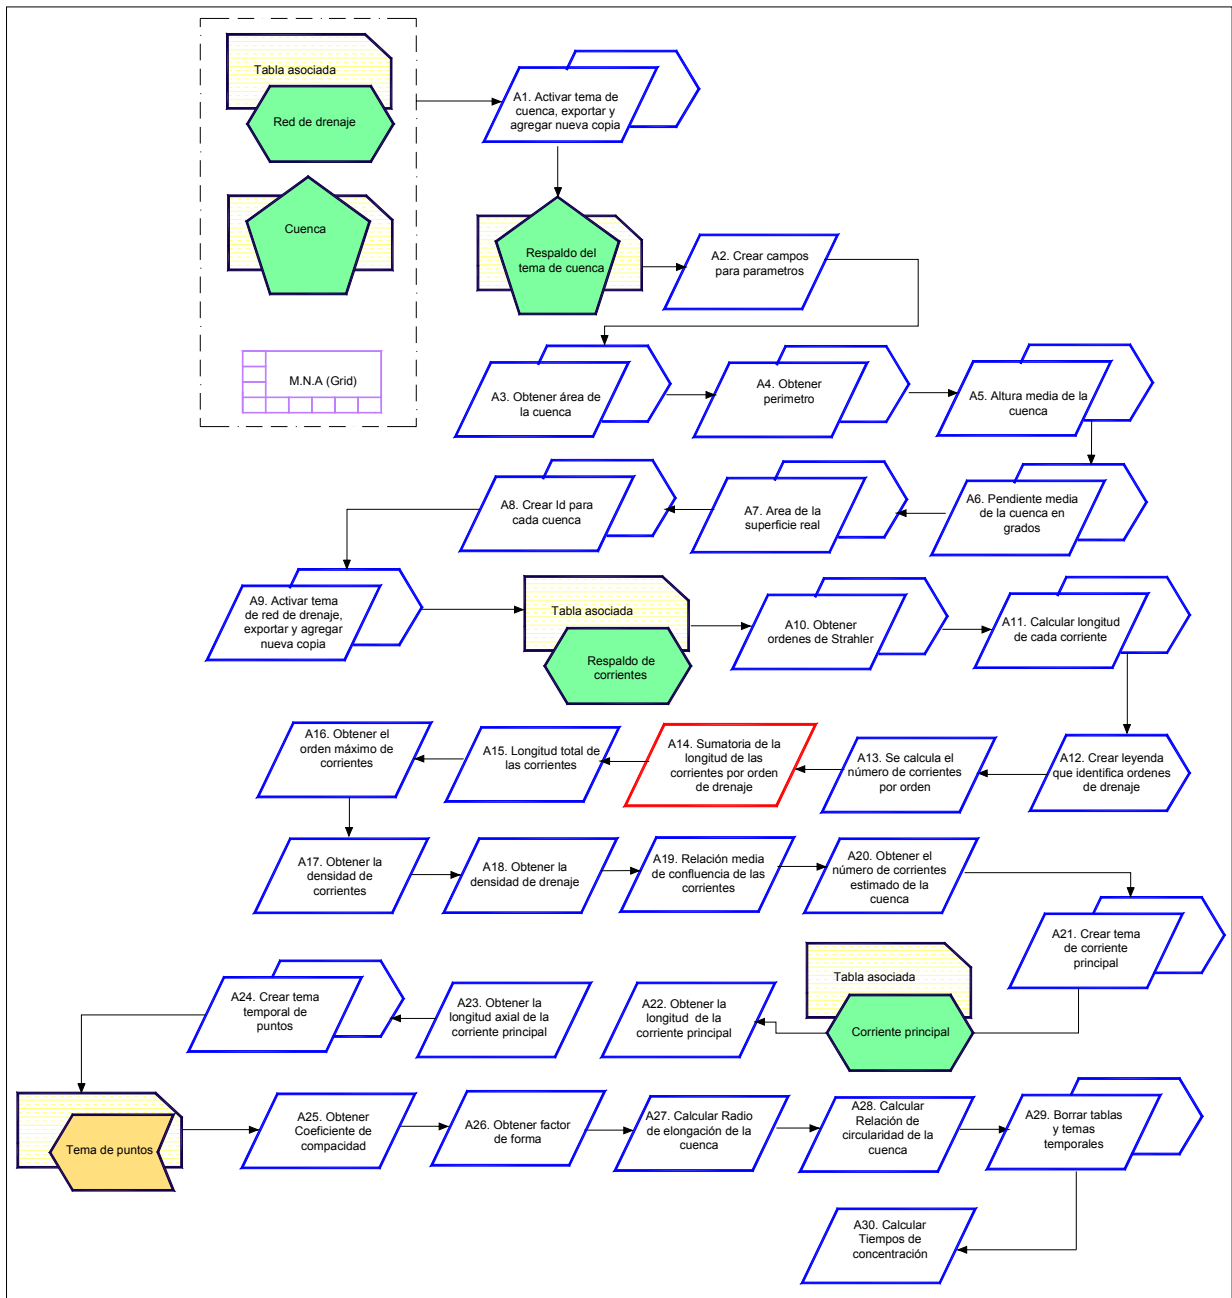 Tabla asociada
Red de drenaje
Cuenca
M.N.A (Grid)
A1. Activar tema de
cuenca, exportar y
agregar nueva copia
Respaldo del
tema de cuenca
A2. Crear campos
para parametros
A3. Obtener área de
la cuenca
A4. Obtener
perimetro
A5. Altura media de la
cuenca
A6. Pendiente media
de la cuenca en
grados
A7. Area de la
superficie real
A8. Crear Id para
cada cuenca
A9. Activar tema
de red de drenaje,
exportar y agregar
nueva copia
Tabla asociada
Respaldo de
corrientes
A10. Obtener
ordenes de Strahler
A11. Calcular longitud
de cada corriente
A12. Crear leyenda
que identifica ordenes
de drenaje
A13. Se calcula el
número de corrientes
por orden
A14. Sumatoria de la
longitud de las
corrientes por orden
de drenaje
A15. Longitud total de
las corrientes
A16. Obtener el
orden máximo de
corrientes
A17. Obtener la
densidad de
corrientes
A18. Obtener la
densidad de drenaje
A19. Relación media
de confluencia de las
corrientes
A20. Obtener el
número de corrientes
estimado de la
cuenca
A21. Crear tema
de corriente
principal
Tabla asociada
Corriente principal
A22. Obtener la
longitud de la
corriente principal
A23. Obtener la
longitud axial de la
corriente principal
A24. Crear tema
temporal de
puntos
Tema de puntos
A25. Obtener
Coeficiente de
compacidad
A26. Obtener factor
de forma
A27. Calcular Radio
de elongación de la
cuenca
A28. Calcular
Relación de
circularidad de la
cuenca
A29. Borrar tablas
y temas
temporales
A30. Calcular
Tiempos de
concentración